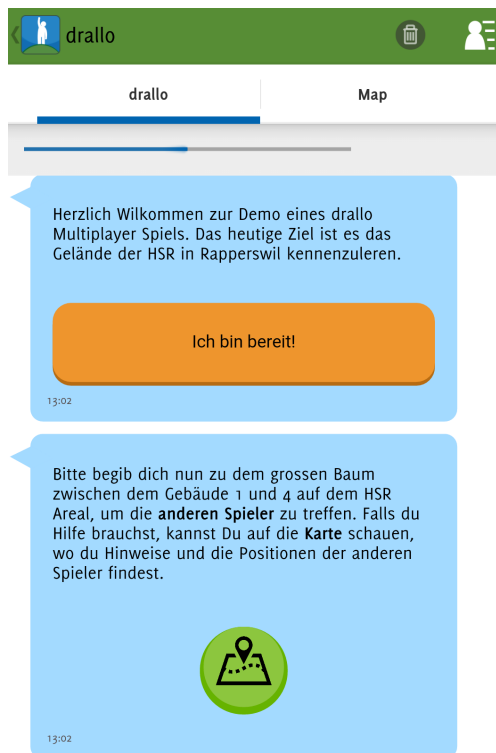 drallo
drallo
Map
Herzlich Wilkommen zur Demo eines drallo
Multiplayer Spiels. Das heutige Ziel ist es das
Gelände der HSR in Rapperswil kennenzuleren.
Ich bin bereit!
13:02
Bitte begib dich nun zu dem grossen Baum
zwischen dem Gebäude 1 und 4 auf dem HSR
Areal, um die anderen Spieler zu treffen. Falls du
Hilfe brauchst, kannst Du auf die Karte schauen,
wo du Hinweise und die Positionen der anderen
Spieler findest.
13:02